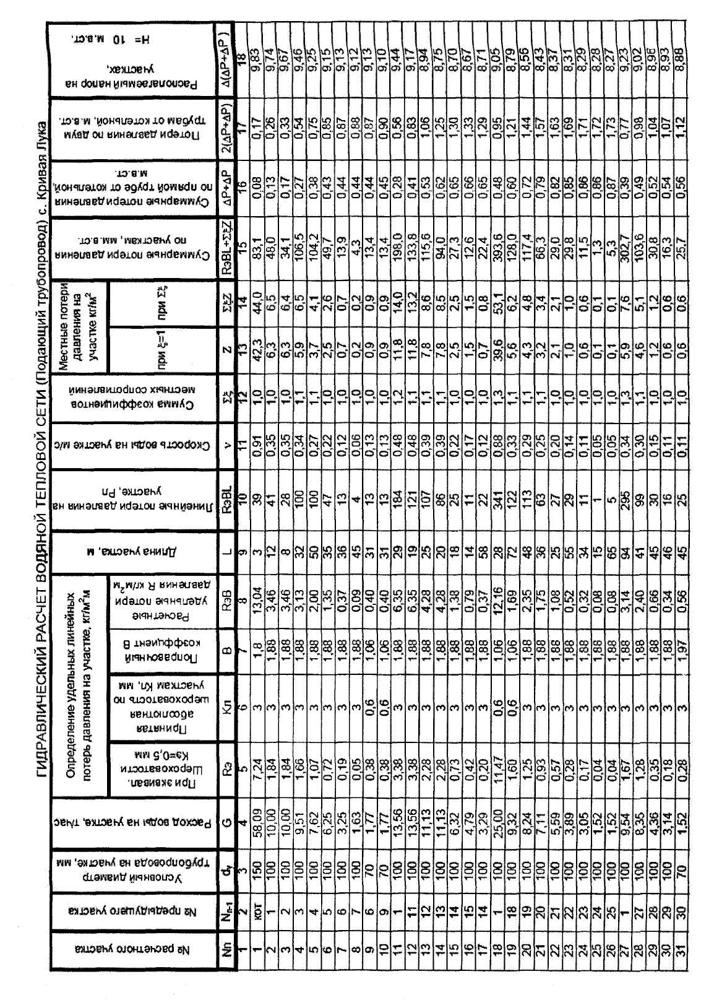 ГИДРАВЛИЧЕСКИЙ РАСЧЕТ ВОДЯНОЙ ТЕПЛОВОЙ СЕТИ (Подающий трубопровод) с. Кривая Лука
№ расчетного участка
№ предыдущего участка
Условный диаметр
трубопровода на участке, мм
Расход воды на участке, т/час
Определение удельных линейных
потерь давления на участке, кг/м²м
При эквивал.
Шероховатости
Кэ=0,5 мм
Принятая
абсолютная
шероховатость по
участкам Кп, мм
Поправочный
коэффициент В
Расчетные
удельные потери
давления R кг/м²м
Длина участка, м
Линейные потери давления на
участке, Рл
Скорость воды на участке м/с
Сумма коэффициентов
местных сопротивлений
Местные потери
давления на
участке кг/м²
при ξ=1
при Σξ
Суммарные потери давления
по участкам, мм.в.ст.
Суммарные потери давления
по прямой трубе от котельной,
м.в.ст.
Потери давления по двум
трубам от котельной, м.в.ст.
Располагаемый напор на
участках,
Н= 10 м.в.ст.
Nп Nп-1 dу G Rэ Кп В RэВ L RэВL v Σξ Z ΣξZ RэВL+ΣξZ ΔР+ΔР 2(ΔР+ΔР) Δ(ΔР+ΔР )
1 2 3 4 5 6 7 8 9 10 11 12 13 14 15 16 17 18
1 кот 150 58,09 7,24 3 1,8 13,04 3 39 0,91 1,0 42,3 44,0 83,1 0,08 0,17 9,83
2 1 100 10,00 1,84 3 1,88 3,46 12 41 0,35 1,0 6,3 6,5 48,0 0,13 0,26 9,74
3 2 100 10,00 1,84 3 1,88 3,46 8 28 0,35 1,0 6,3 6,4 34,1 0,17 0,33 9,67
4 3 100 9,51 1,66 3 1,88 3,13 32 100 0,34 1,1 5,9 6,5 106,5 0,27 0,54 9,46
5 4 100 7,62 1,07 3 1,88 2,00 50 100 0,27 1,1 3,7 4,1 104,2 0,38 0,75 9,25
6 5 100 6,25 0,72 3 1,88 1,35 35 47 0,22 1,0 2,5 2,6 49,7 0,43 0,85 9,15
7 6 100 3,25 0,19 3 1,88 0,37 36 13 0,12 1,0 0,7 0,7 13,9 0,44 0,87 9,13
8 7 100 1,63 0,05 3 1,88 0,09 45 4 0,06 1,0 0,2 0,2 4,3 0,44 0,88 9,12
9 6 70 1,77 0,38 0,6 1,06 0,40 31 13 0,13 1,0 0,9 0,9 13,4 0,44 0,87 9,13
10 9 70 1,77 0,38 0,6 1,06 0,40 31 13 0,13 1,0 0,9 0,9 13,4 0,45 0,90 9,10
11 1 100 13,56 3,38 3 1,88 6,35 29 184 0,48 1,2 11,8 14,0 198,0 0,28 0,56 9,44
12 11 100 13,56 3,38 3 1,88 6,35 19 121 0,48 1,1 11,8 13,2 133,8 0,41 0,83 9,17
13 12 100 11,13 2,28 3 1,88 4,28 25 107 0,39 1,1 7,8 8,6 115,6 0,53 1,06 8,94
14 13 100 11,13 2,28 3 1,88 4,28 20 86 0,39 1,1 7,8 8,5 94,0 0,62 1,25 8,75
15 14 100 6,32 0,73 3 1,88 1,38 18 25 0,22 1,0 2,5 2,5 27,3 0,65 1,30 8,70
16 15 100 4,79 0,42 3 1,88 0,79 14 11 0,17 1,0 1,5 1,5 12,6 0,66 1,33 8,67
17 14 100 3,29 0,20 3 1,88 0,37 58 22 0,12 1,0 0,7 0,8 22,4 0,65 1,29 8,71
18 1 100 25,00 11,47 0,6 1,06 12,16 28 341 0,88 1,3 39,6 53,1 393,6 0,48 0,95 9,05
19 18 100 9,32 1,60 0,6 1,06 1,69 72 122 0,33 1,1 5,6 6,2 128,0 0,60 1,21 8,79
20 19 100 8,24 1,25 3 1,88 2,35 48 113 0,29 1,1 4,3 4,8 117,4 0,72 1,44 8,56
21 20 100 7,11 0,93 3 1,88 1,75 36 63 0,25 1,1 3,2 3,4 66,3 0,79 1,57 8,43
22 21 100 5,59 0,57 3 1,88 1,08 25 27 0,20 1,0 2,1 2,1 29,0 0,82 1,63 8,37
23 22 100 3,89 0,28 3 1,88 0,52 55 29 0,14 1,0 1,0 1,0 29,8 0,85 1,69 8,31
24 23 100 3,05 0,17 3 1,88 0,32 34 11 0,11 1,0 0,6 0,6 11,5 0,86 1,71 8,29
25 24 100 1,52 0,04 3 1,88 0,08 15 1 0,05 1,0 0,1 0,1 1,3 0,86 1,72 8,28
26 25 100 1,52 0,04 3 1,88 0,08 65 5 0,05 1,0 0,1 0,1 5,3 0,87 1,73 8,27
27 1 100 9,54 1,67 3 1,88 3,14 94 295 0,34 1,3 5,9 7,6 302,7 0,39 0,77 9,23
28 27 100 8,35 1,28 3 1,88 2,40 41 99 0,30 1,1 4,6 5,1 103,6 0,49 0,98 9,02
29 28 100 4,36 0,35 3 1,88 0,66 45 30 0,15 1,0 1,2 1,2 30,8 0,52 1,04 8,96
30 29 100 3,14 0,18 3 1,88 0,34 46 16 0,11 1,0 0,6 0,6 16,3 0,54 1,07 8,93
31 30 70 1,52 0,28 3 1,97 0,56 45 25 0,11 1,0 0,6 0,6 25,7 0,56 1,12 8,88